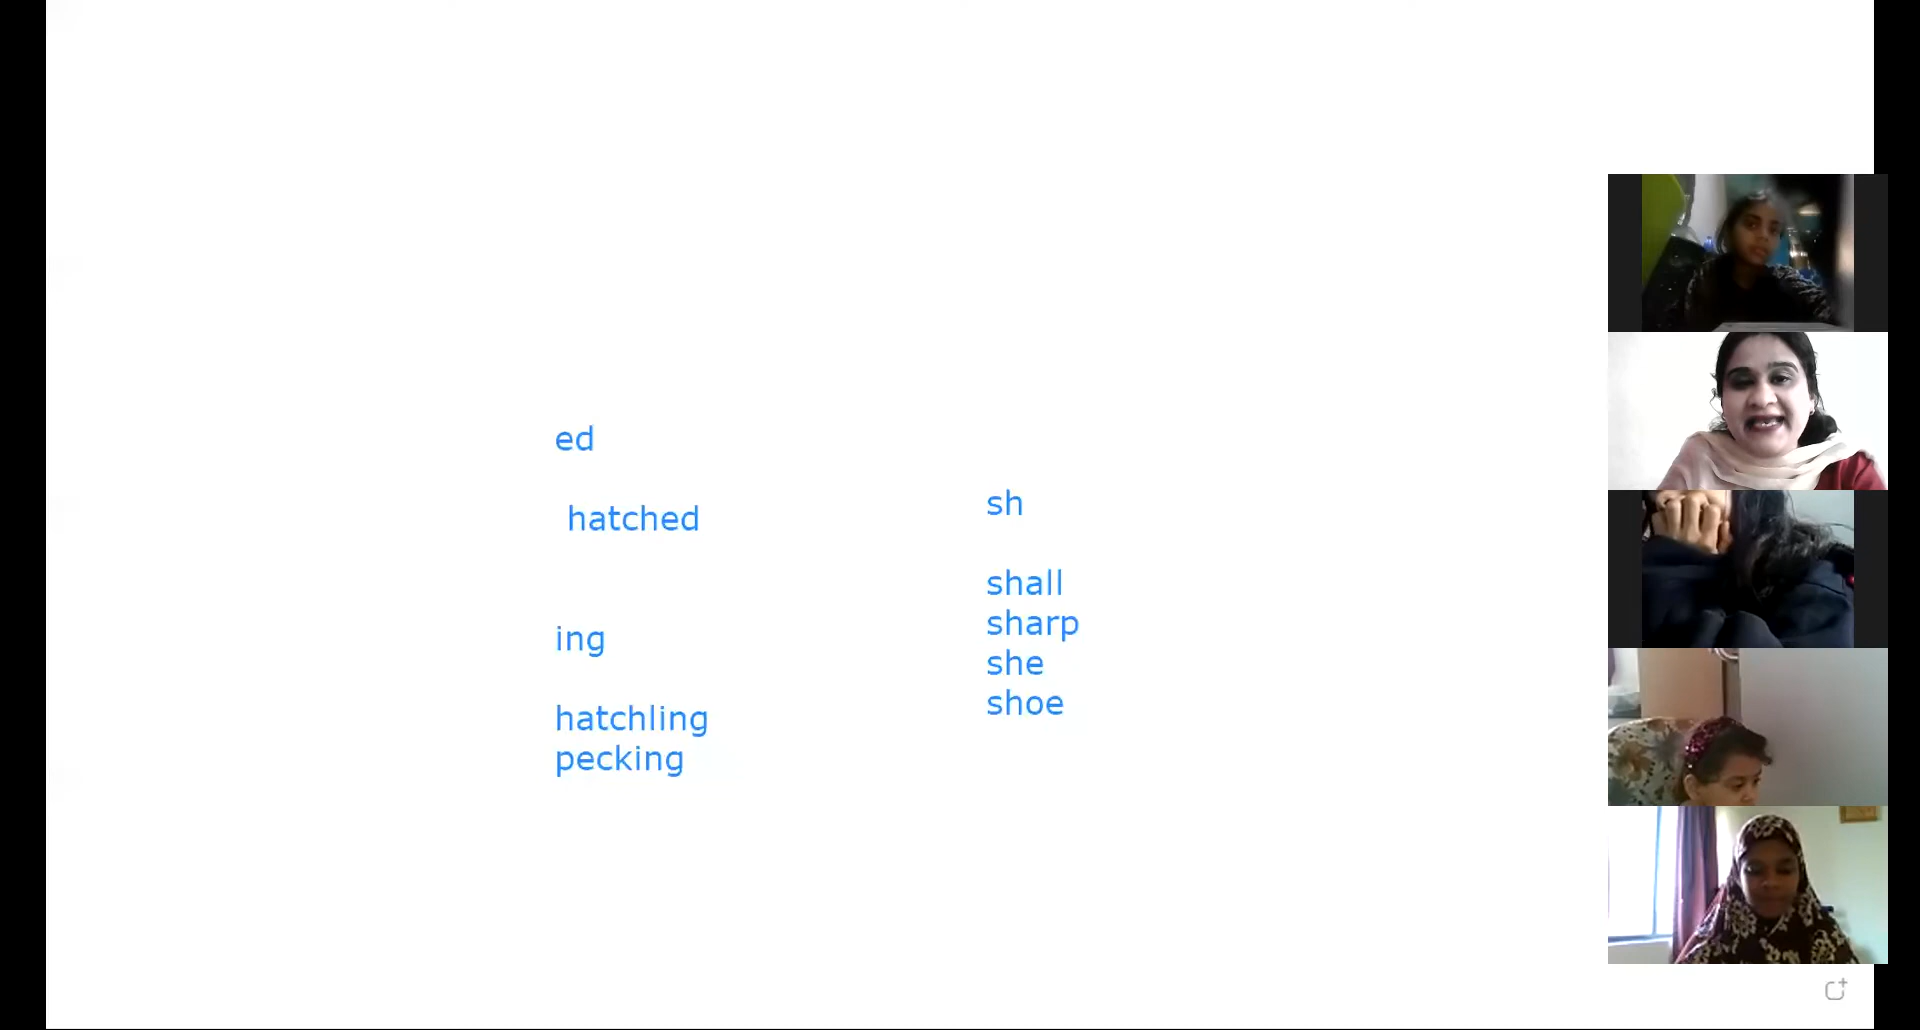 ed
hatched
ing
hatchling
pecking
sh
shall
sharp
she
shoe